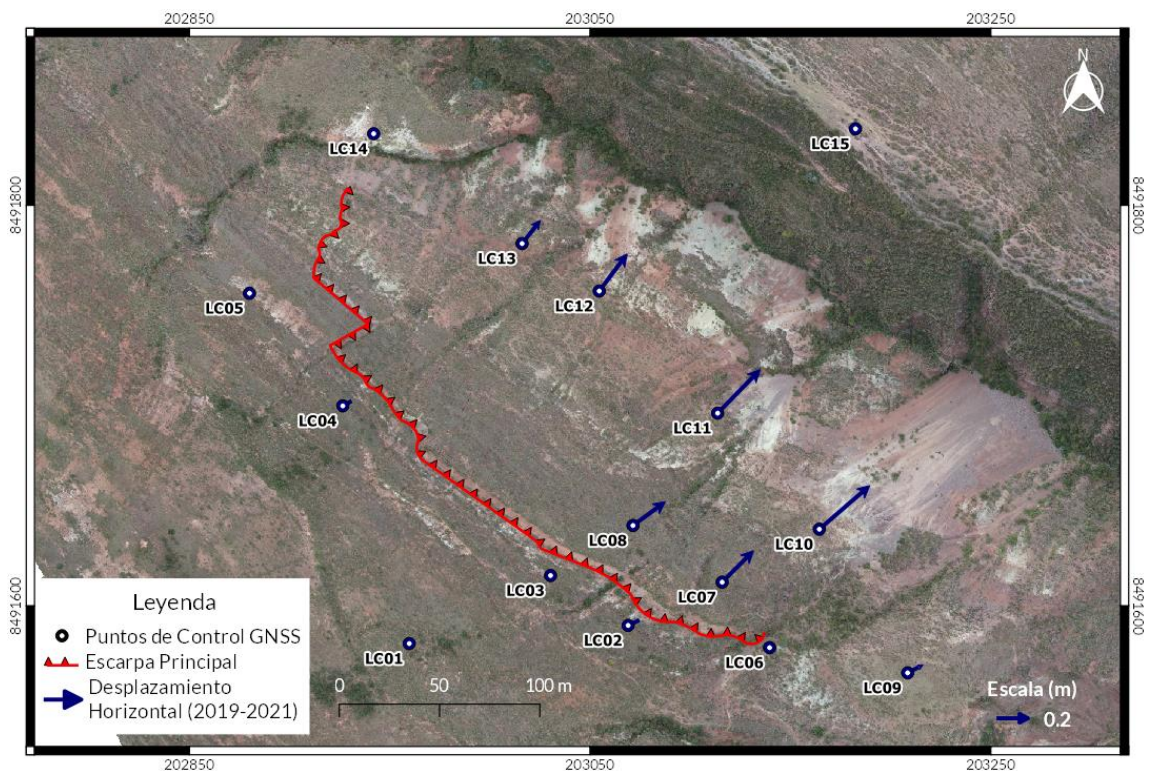 202850
203050
203250
N
LC14
LC15
8491800
8491800
LC13
LC12
LC05
LC04
LC11
LC08
LC10
LC03
LC07
8491600
8491600
LC02
LC01
LC06
LC09
Leyenda
Puntos de Control GNSS
Escarpa Principal
Desplazamiento
Horizontal (2019-2021)
0 50 100 m
Escala (m)
0.2
202850
203050
203250